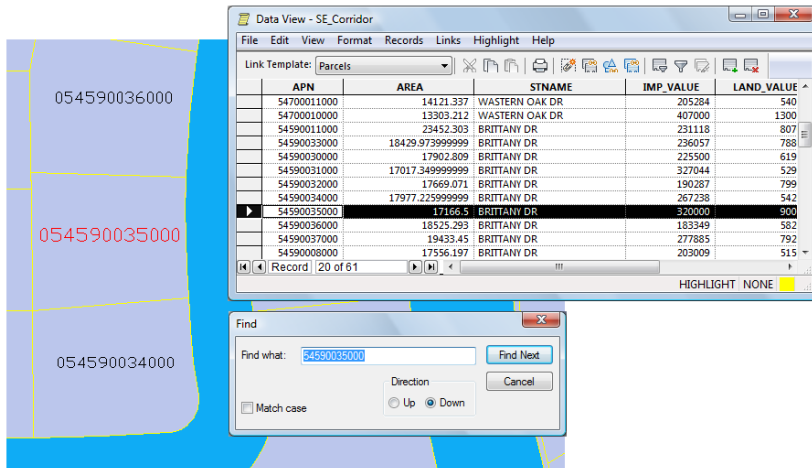 Data View - SE_Corridor
File Edit View Format Records Links Highlight Help
Link Template: Parcels
APN AREA STNAME IMP_VALUE LAND_VALUE
54700011000 14121.337 WASTERN OAK DR 205284 540
54700010000 13303.212 WASTERN OAK DR 407000 1300
54590011000 23452.303 BRITTANY DR 231118 807
54590033000 18429.973999999 BRITTANY DR 236057 788
54590030000 17902.809 BRITTANY DR 225500 619
54590031000 17017.349999999 BRITTANY DR 327044 529
54590032000 17669.071 BRITTANY DR 190287 799
54590034000 17977.225999999 BRITTANY DR 267238 542
54590035000 17166.5 BRITTANY DR 320000 900
54590036000 18525.293 BRITTANY DR 183349 582
54590037000 19433.45 BRITTANY DR 277885 792
54590008000 17556.197 BRITTANY DR 203009 515
Record 20 of 61
HIGHLIGHT NONE
054590036000
054590035000
054590034000
Find
Find what: 54590035000 Find Next
Direction Cancel
Match case Up Down